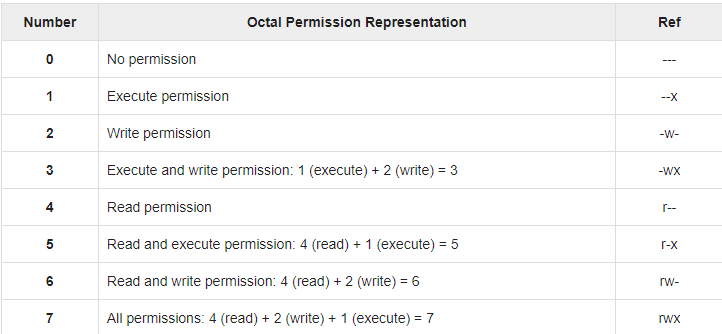 Number Octal Permission Representation Ref
0 No permission ---
1 Execute permission --x
2 Write permission -w-
3 Execute and write permission: 1 (execute) + 2 (write) = 3 -wx
4 Read permission r--
5 Read and execute permission: 4 (read) + 1 (execute) = 5 r-x
6 Read and write permission: 4 (read) + 2 (write) = 6 rw-
7 All permissions: 4 (read) + 2 (write) + 1 (execute) = 7 rwx